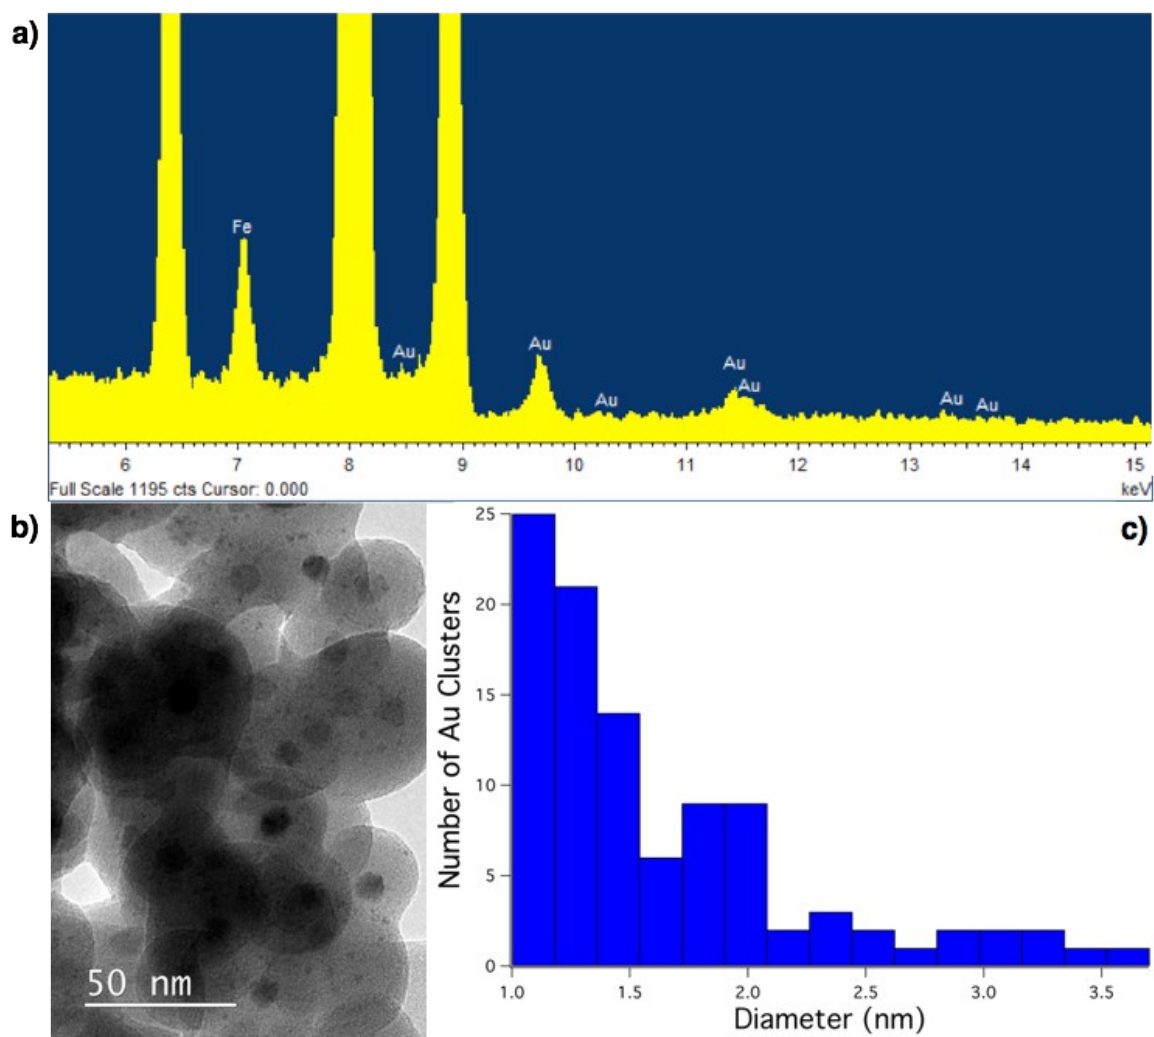 a)
Fe
Au
Au
Au
Au
Au
Au
Au
6 7 8 9 10 11 12 13 14 15
Full Scale 1195 cts Cursor: 0.000 keV
b)
50 nm
c)
Number of Au Clusters
25
20
15
10
5
0
1.0 1.5 2.0 2.5 3.0 3.5
Diameter (nm)